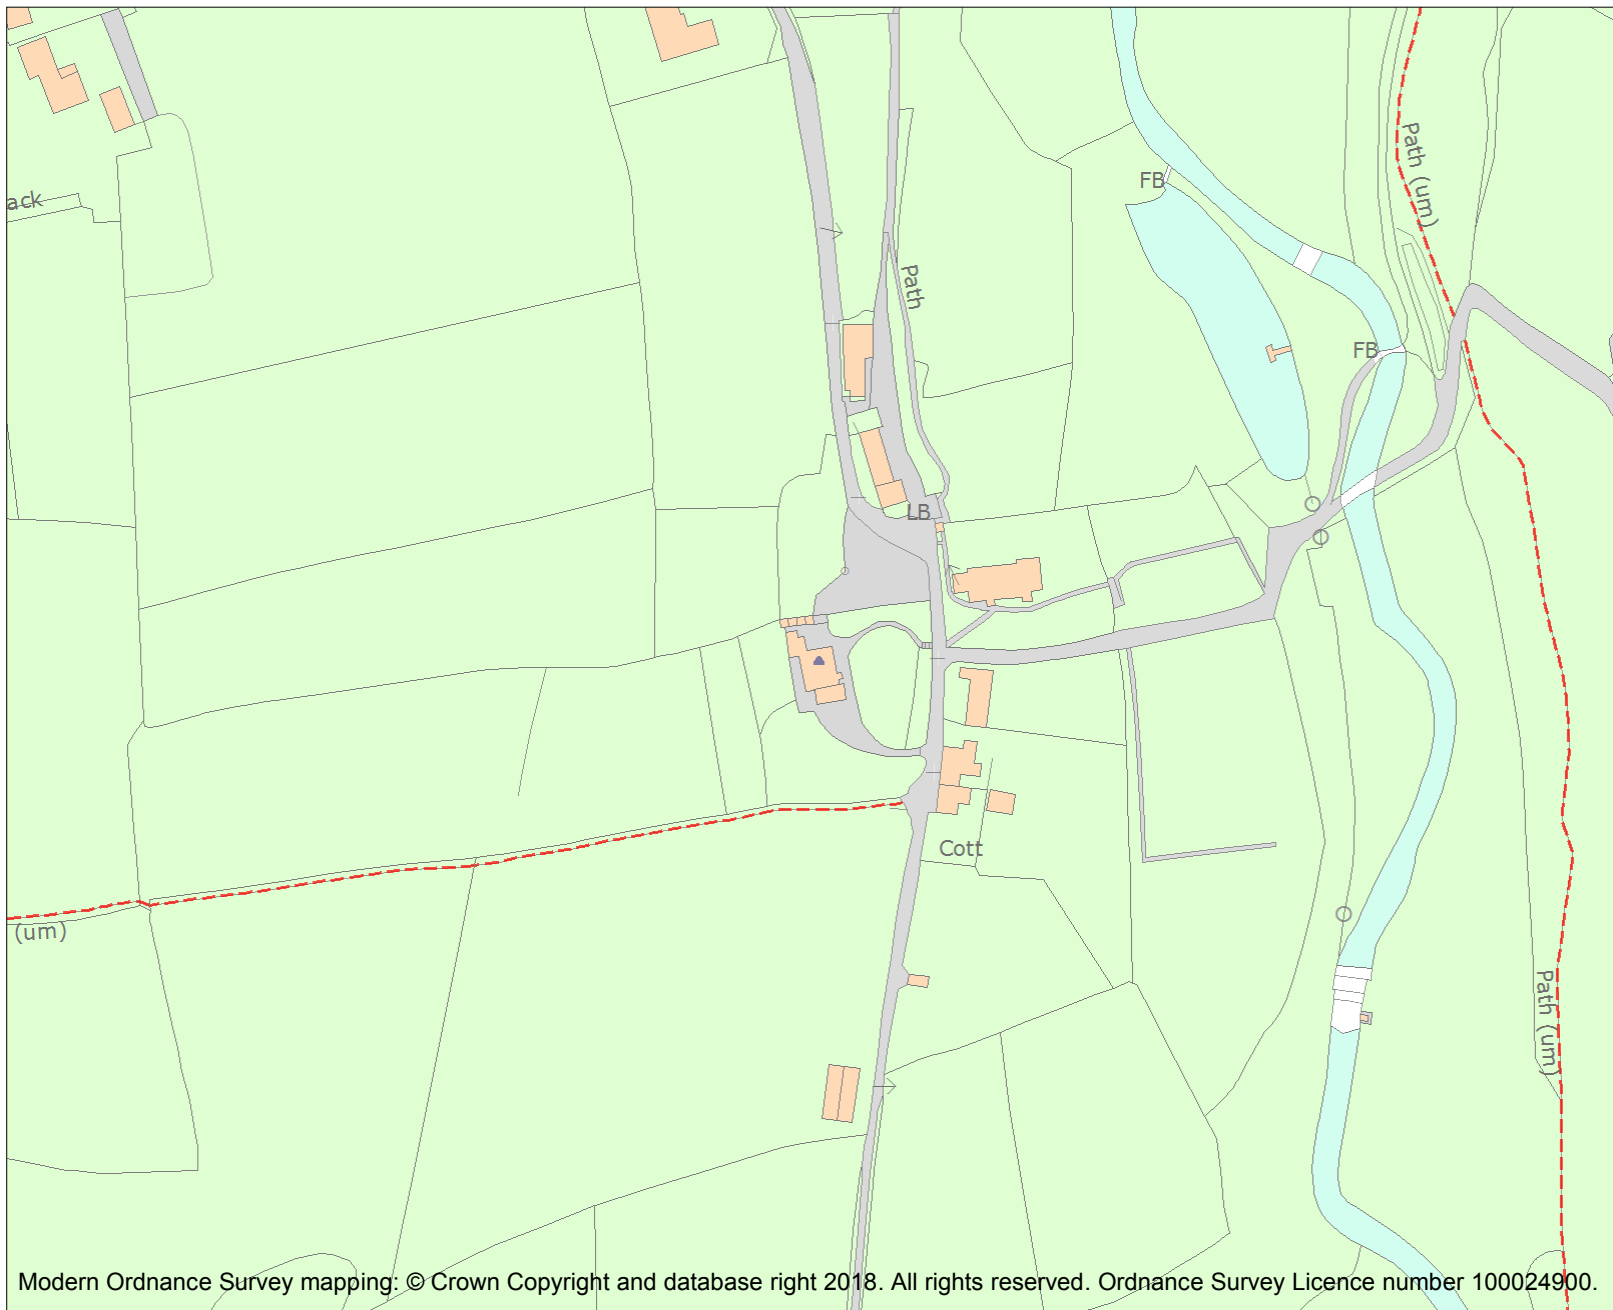 Path (um)
FB
ack
Path
FB
LB
Cott
(um)
Path (um)
Modern Ordnance Survey mapping: © Crown Copyright and database right 2018. All rights reserved. Ordnance Survey Licence number 100024900.